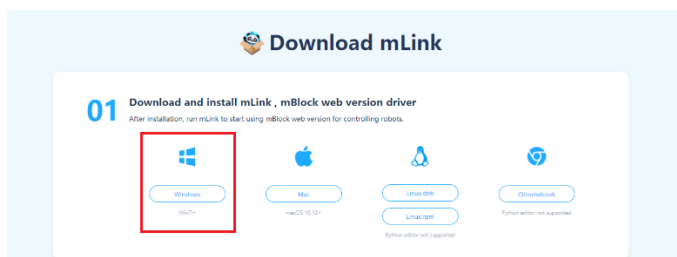 Download mLink
01
Download and install mLink , mBlock web version driver
After installation, run mLink to start using mBlock web version for controlling robots.
Windows
Mac
Linux deb
Chromebook
Win7+
macOS 10.12+
Linux rpm
Python editor not supported
Python editor not supported